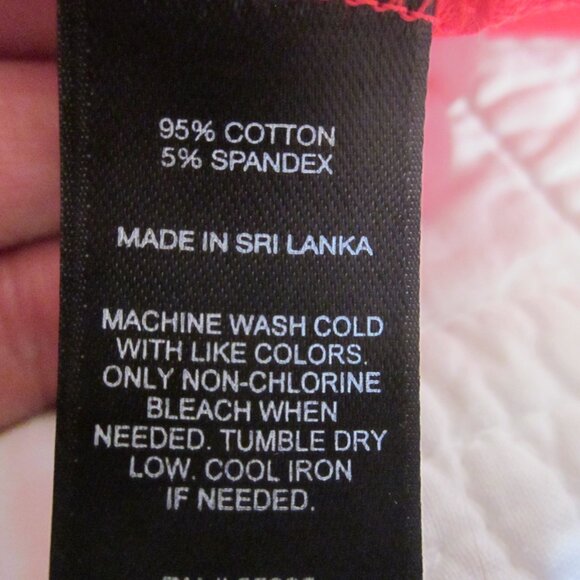 95% COTTON
5% SPANDEX
MADE IN SRI LANKA
MACHINE WASH COLD
WITH LIKE COLORS.
ONLY NON-CHLORINE
BLEACH WHEN
NEEDED. TUMBLE DRY
LOW. COOL IRON
IF NEEDED.